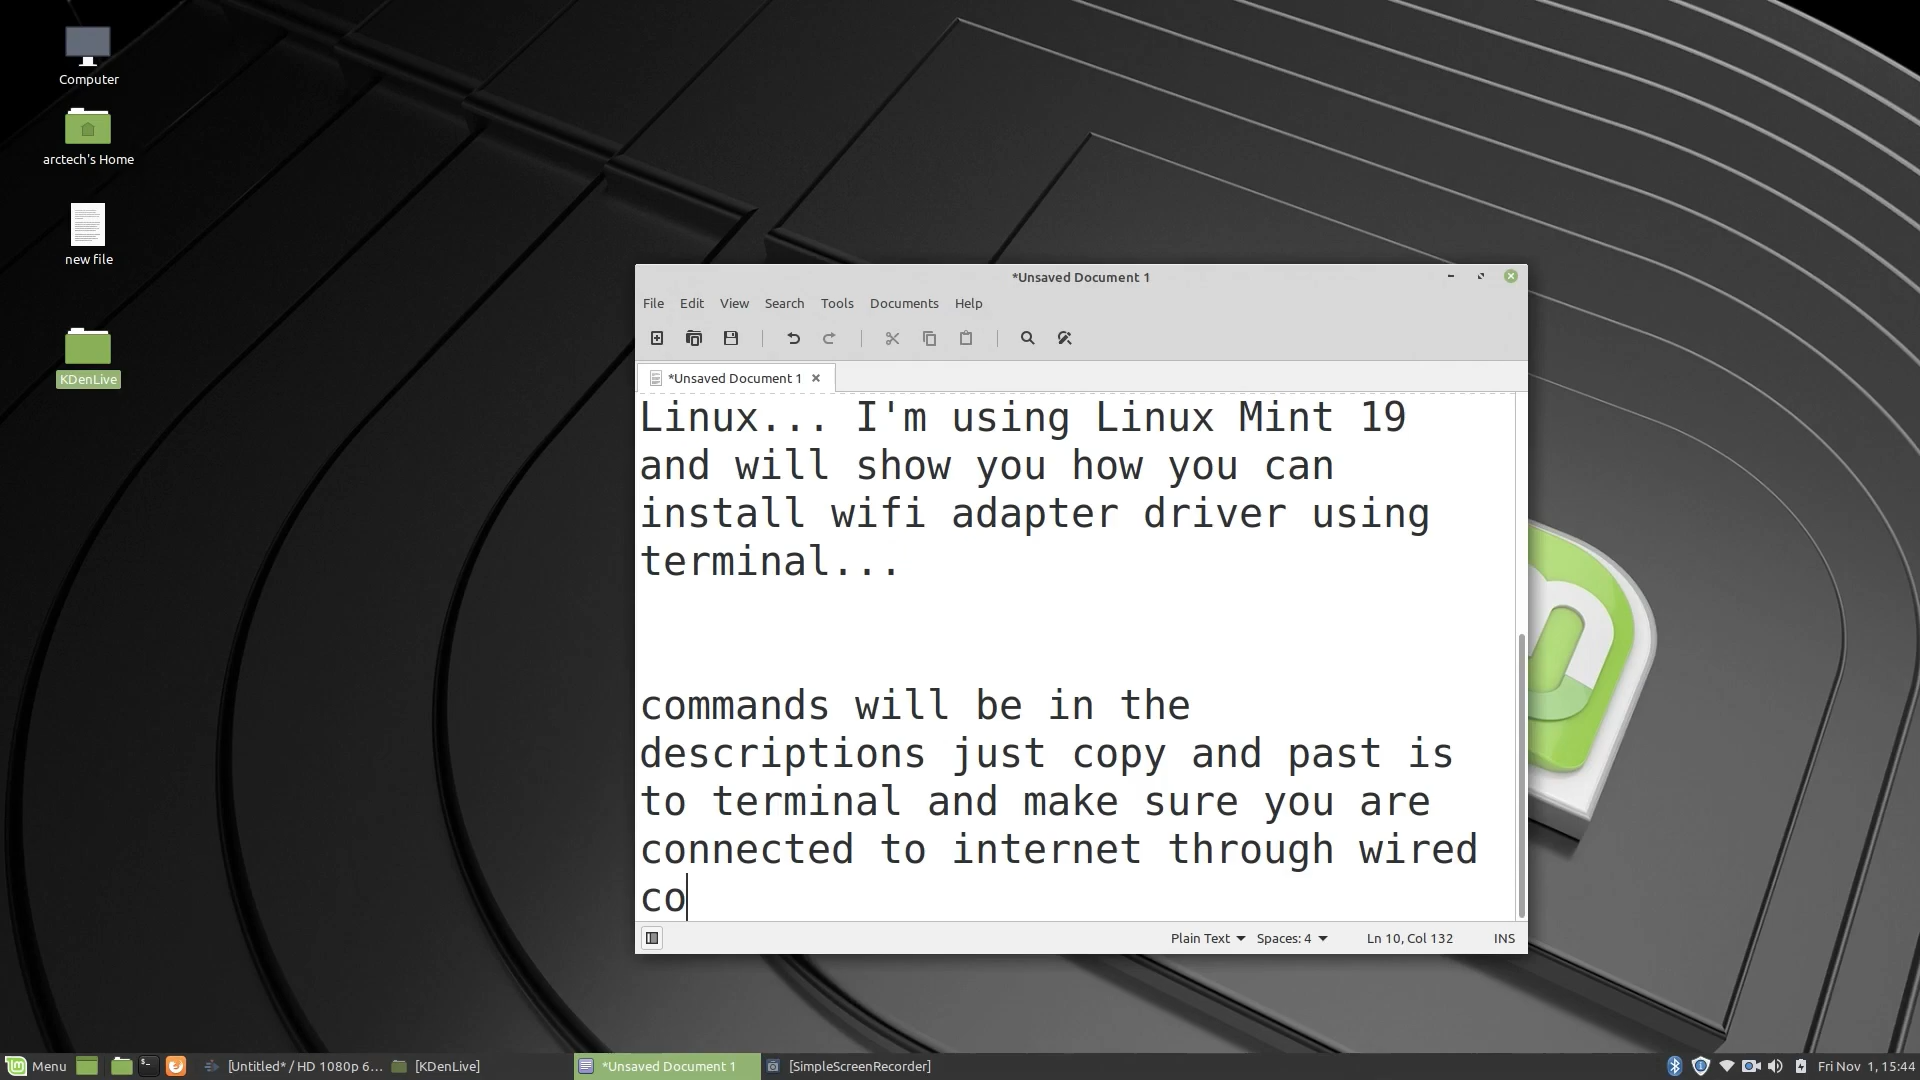 Computer
arctech's Home
new file
KDenLive
*Unsaved Document 1
File Edit View Search Tools Documents Help
*Unsaved Document 1
Linux... I'm using Linux Mint 19
and will show you how you can
install wifi adapter driver using
terminal...
commands will be in the
descriptions just copy and past is
to terminal and make sure you are
connected to internet through wired
co
Plain Text Spaces: 4 Ln 10, Col 132 INS
Menu [Untitled* / HD 1080p 6... [KDenLive] *Unsaved Document 1 [SimpleScreenRecorder] Fri Nov 1, 15:44